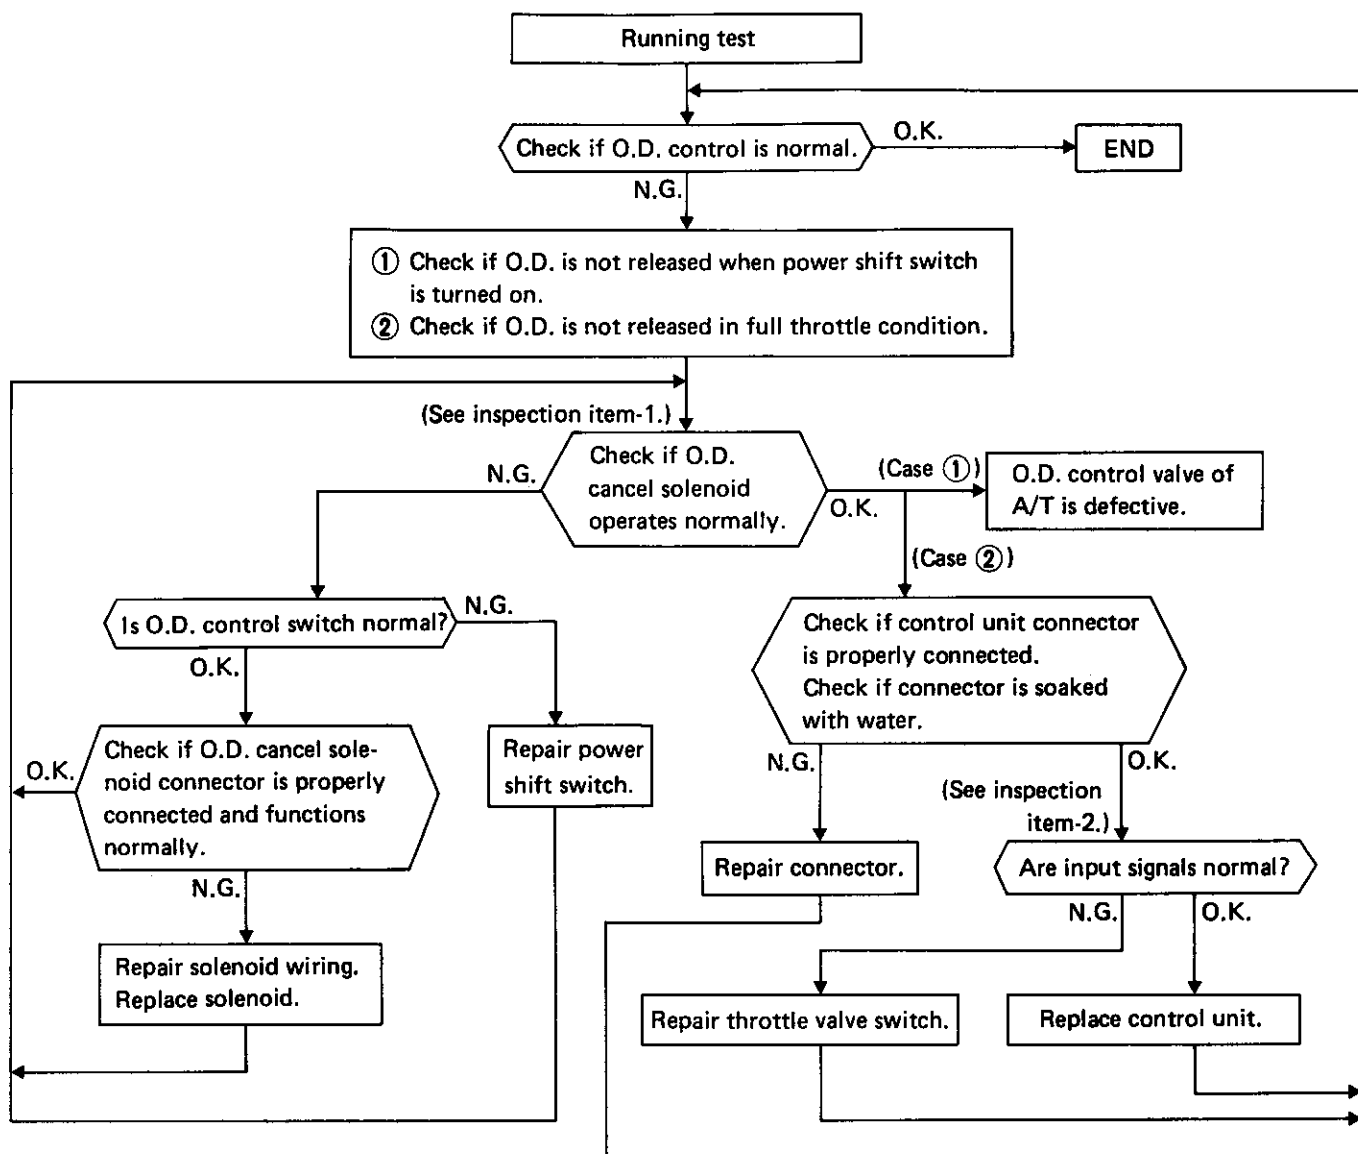 Running test
Check if O.D. control is normal.
O.K.
END
N.G.
① Check if O.D. is not released when power shift switch
is turned on.
② Check if O.D. is not released in full throttle condition.
(See inspection item-1.)
N.G.
Check if O.D.
cancel solenoid
operates normally.
O.K.
(Case ①)
O.D. control valve of
A/T is defective.
(Case ②)
Is O.D. control switch normal?
N.G.
O.K.
Check if control unit connector
is properly connected.
Check if connector is soaked
with water.
O.K.
Check if O.D. cancel sole-
noid connector is properly
connected and functions
normally.
Repair power
shift switch.
N.G.
O.K.
(See inspection
item-2.)
N.G.
Repair connector.
Are input signals normal?
N.G.
O.K.
Repair solenoid wiring.
Replace solenoid.
Repair throttle valve switch.
Replace control unit.